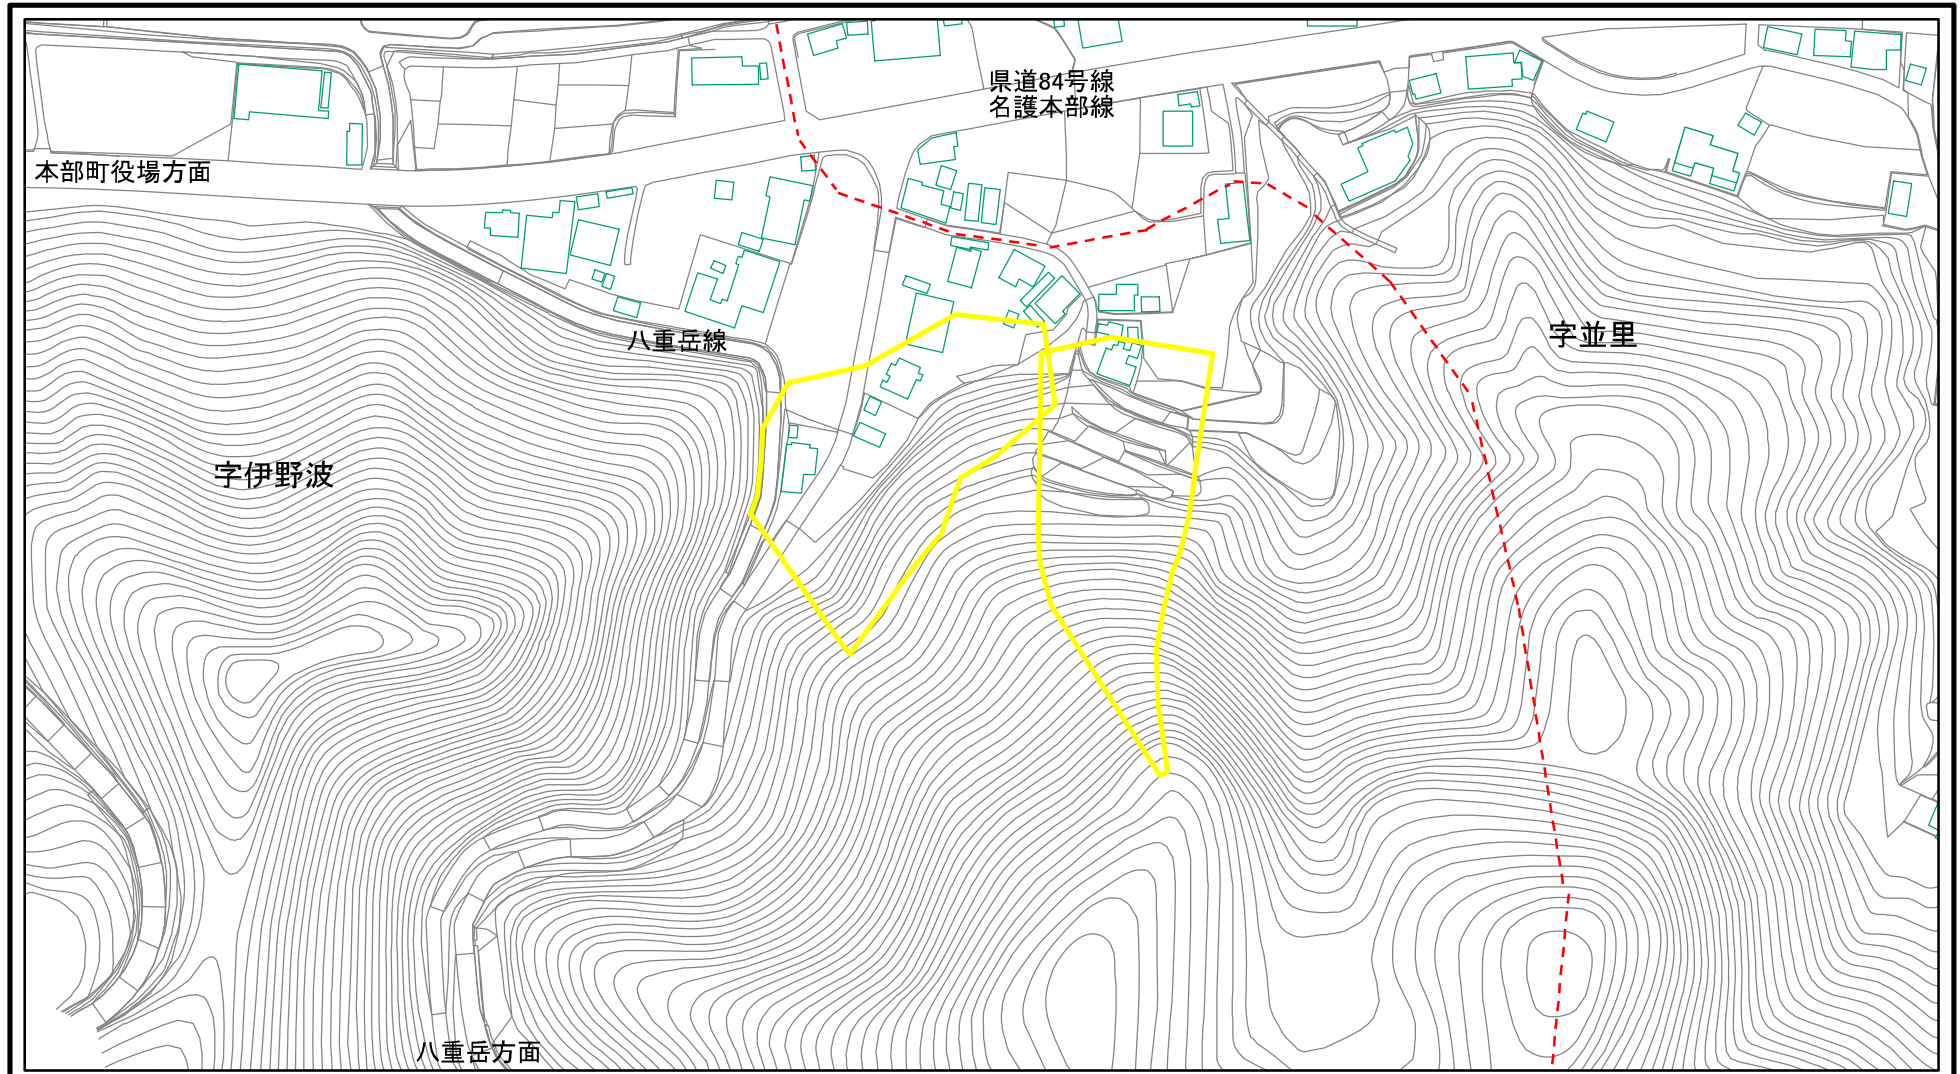 県道84号線
名護本部線
本部町役場方面
八重岳線
字並里
字伊野波
八重岳方面